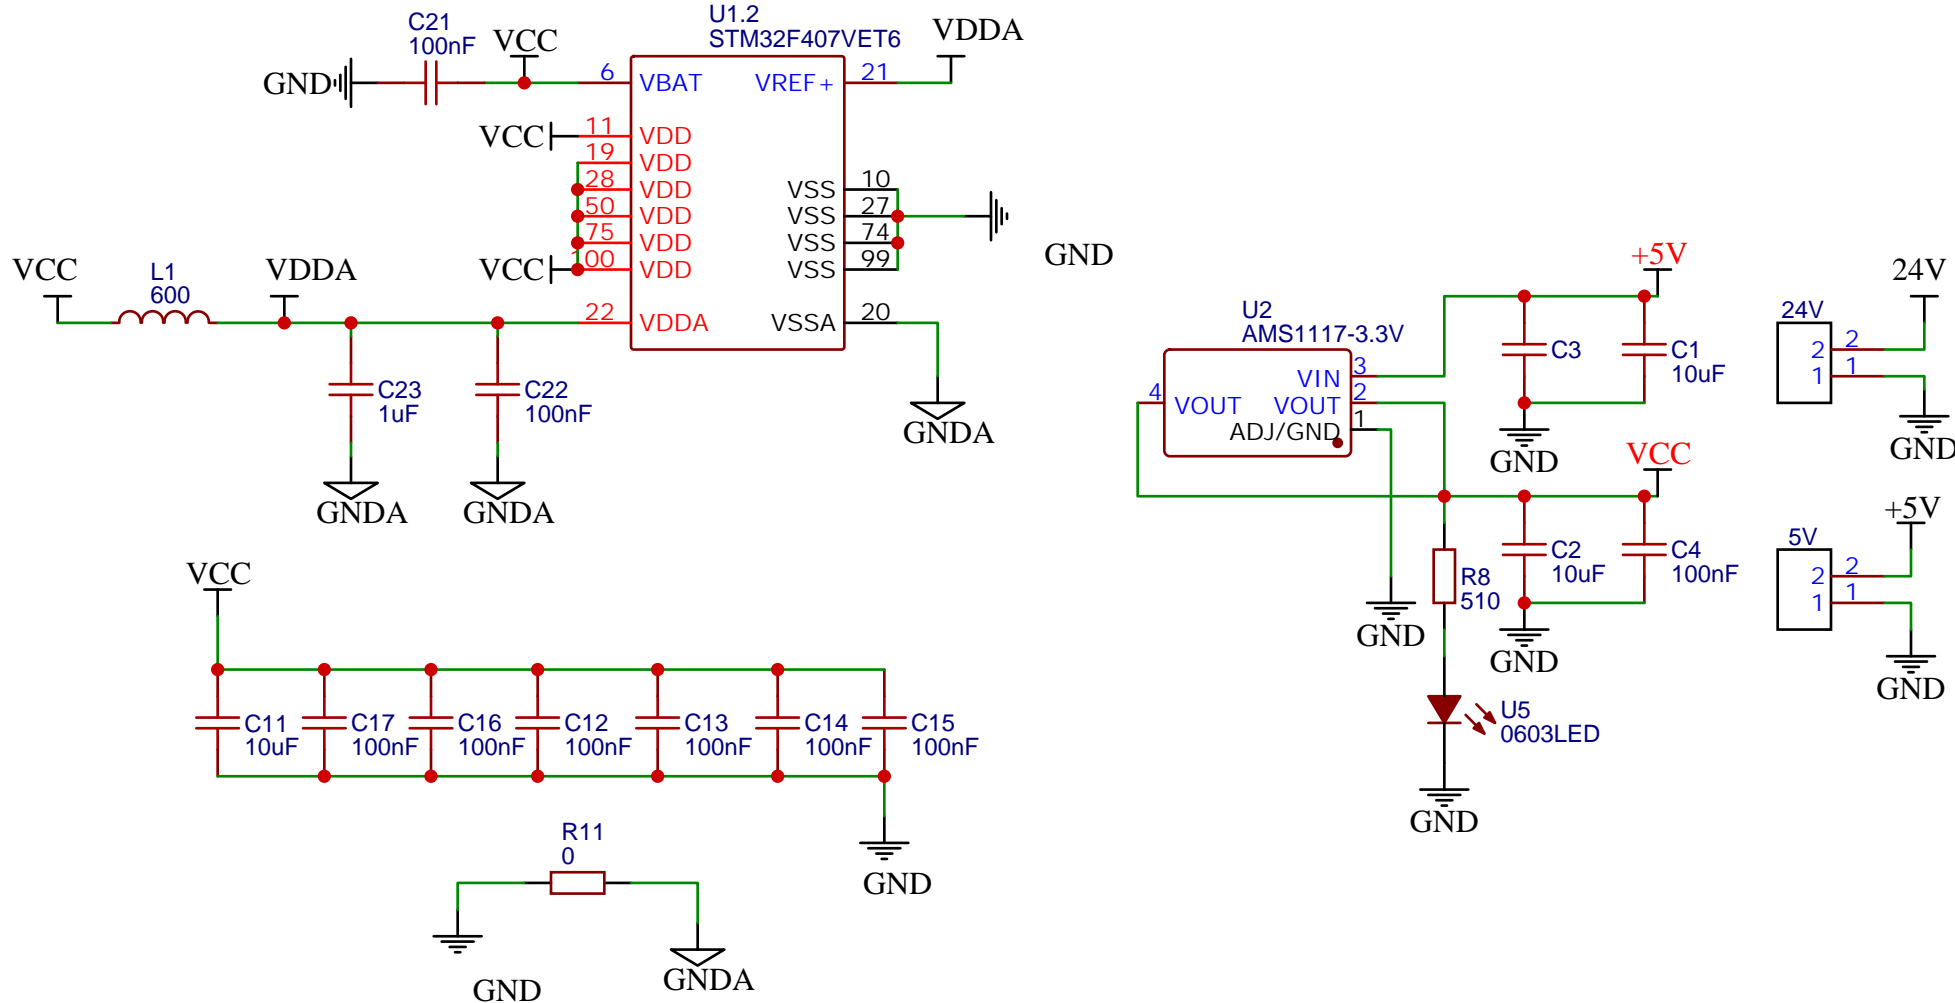 C21
100nF
VCC
GND
U1.2
STM32F407VET6
VDDA
6
VBAT
VREF+
21
VCC
11
VDD
19
VDD
28
VDD
50
VDD
75
VDD
VCC
100
VDD
22
VDDA
VSS
10
VSS
27
VSS
74
VSS
99
VSSA
20
GND
GNDA
VCC
L1
600
VDDA
C23
1uF
C22
100nF
GNDA
GNDA
VCC
C11
10uF
C17
100nF
C16
100nF
C12
100nF
C13
100nF
C14
100nF
C15
100nF
GND
R11
0
GND
GNDA
U2
AMS1117-3.3V
VIN
3
4
VOUT
VOUT
2
ADJ/GND
1
+5V
C3
C1
10uF
GND
VCC
C2
10uF
C4
100nF
GND
GND
R8
510
U5
0603LED
GND
24V
24V
2
2
1
1
GND
+5V
5V
2
2
1
1
GND